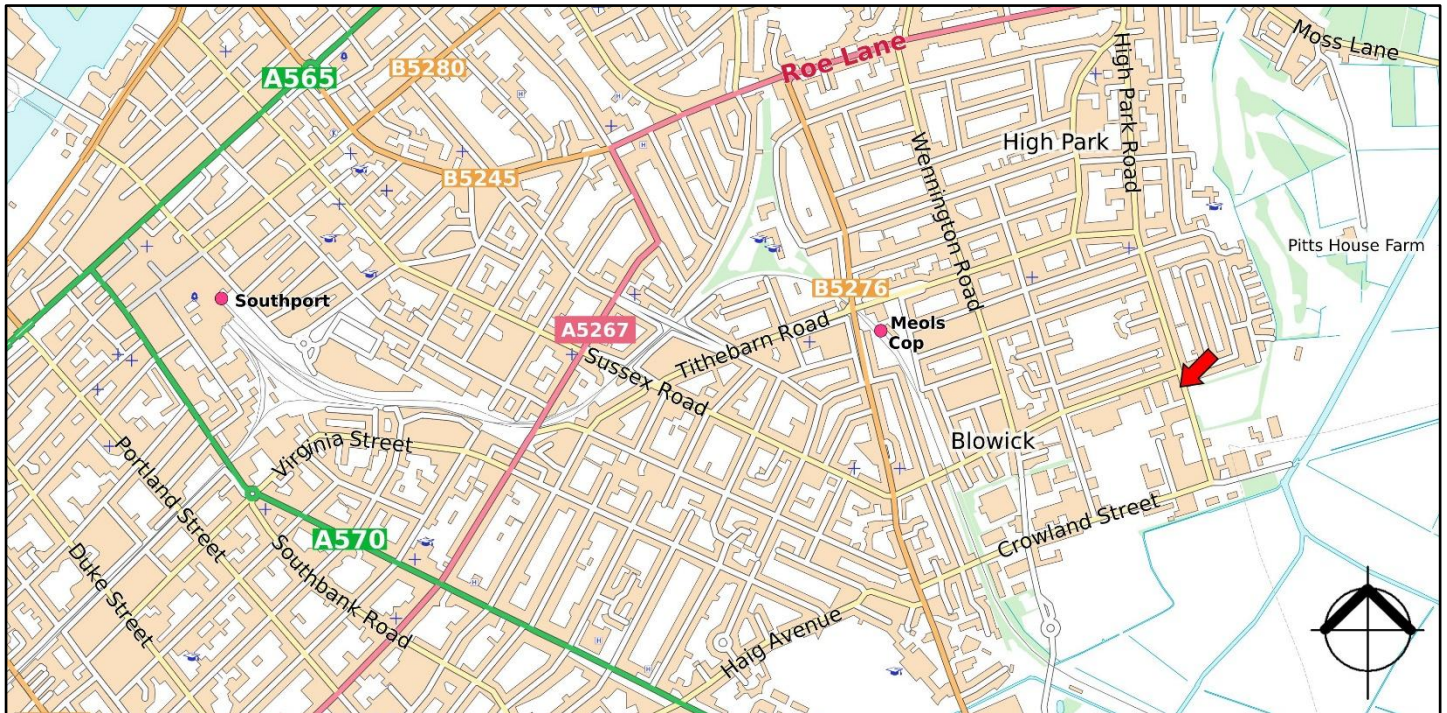 A565
B5280
Roe Lane
Moss Lane
High Park Road
High Park
B5245
Wennington Road
Pitts House Farm
Southport
B5276
A5267
Meols
Cop
Tithebarn Road
Sussex Road
Virginia Street
Blowick
Portland Street
Crowland Street
A570
Duke Street
Southbank Road
Haig Avenue